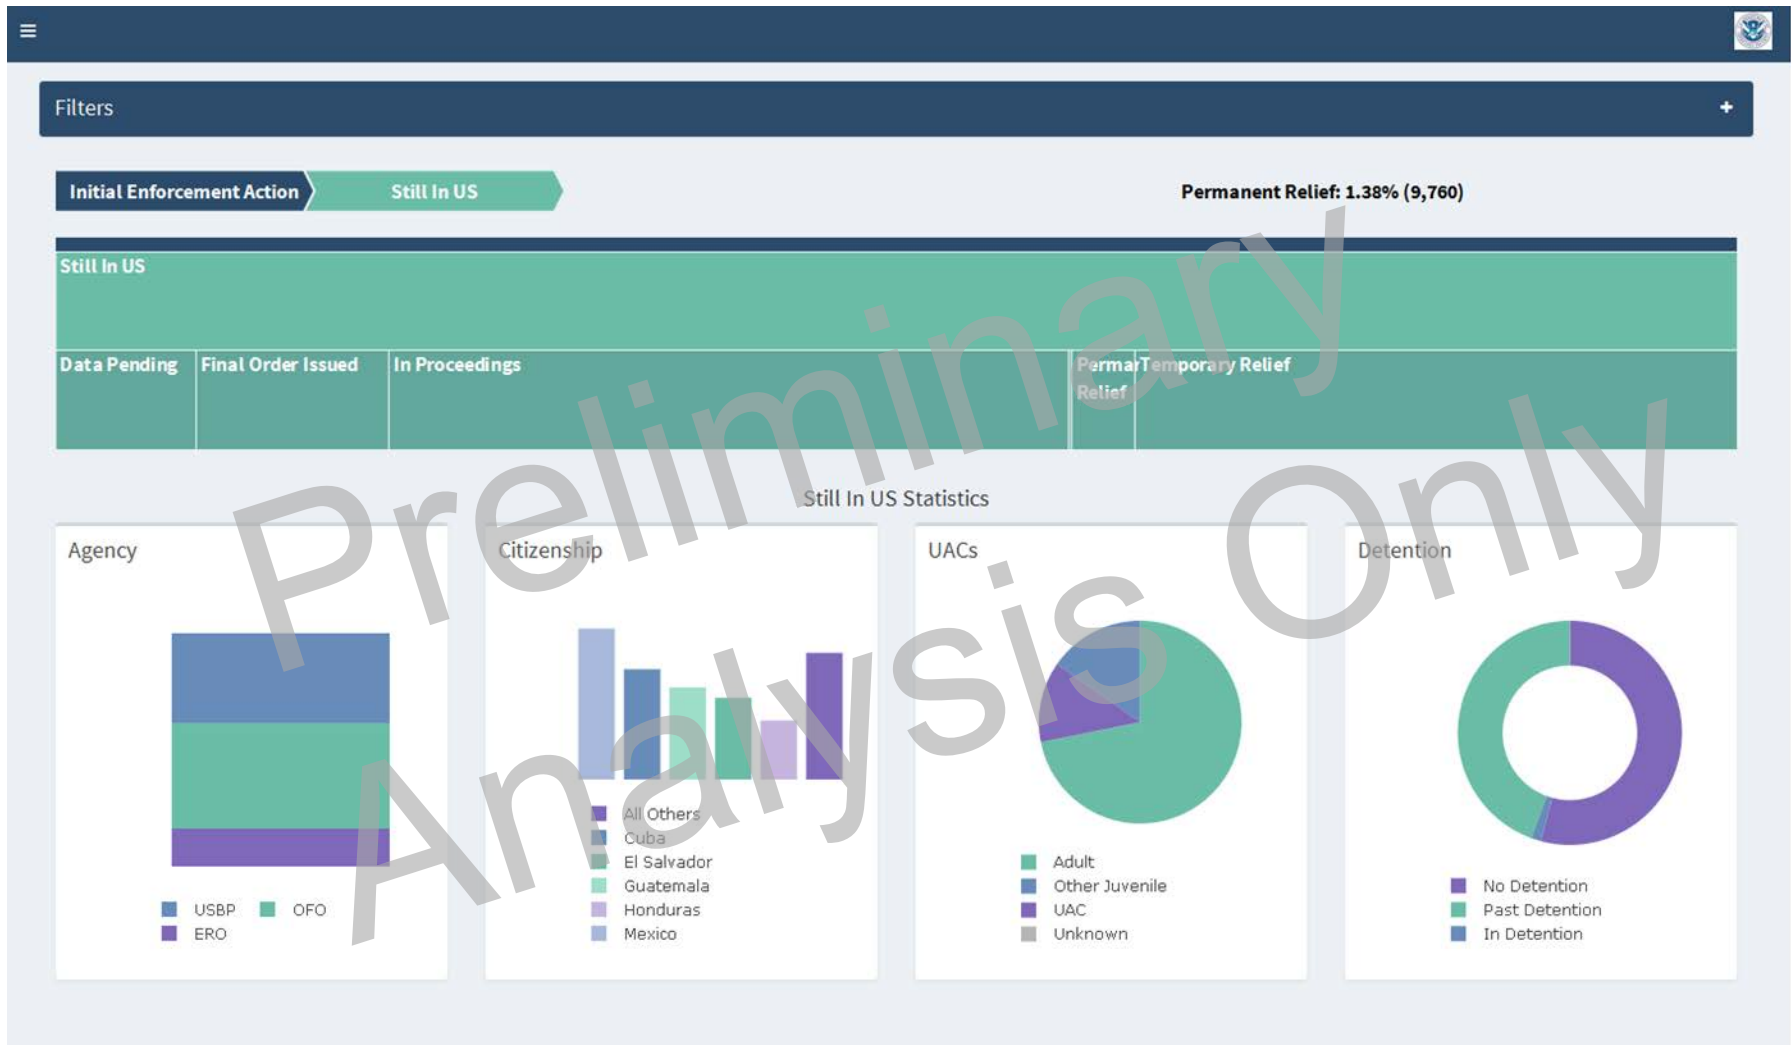 Filters
Initial Enforcement Action
Still In US
Permanent Relief: 1.38% (9,760)
Still In US
Data Pending
Final Order Issued
In Proceedings
Permar
Relief
Temporary Relief
Preliminary
Analysis Only
Still In US Statistics
Agency
USBP
OFO
ERO
Citizenship
All Others
Cuba
El Salvador
Guatemala
Honduras
Mexico
UACs
Adult
Other Juvenile
UAC
Unknown
Detention
No Detention
Past Detention
In Detention